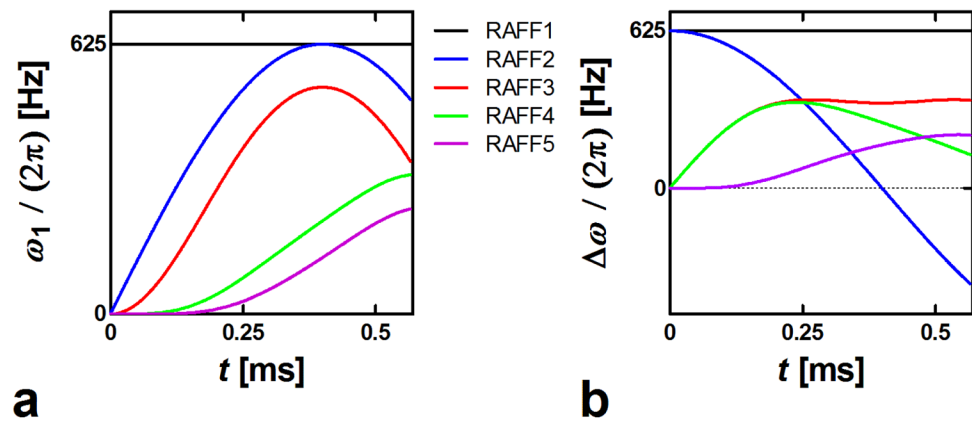 625
0
ω1 / (2π) [Hz]
0
0.25
0.5
t [ms]
a
RAFF1
RAFF2
RAFF3
RAFF4
RAFF5
625
0
Δω / (2π) [Hz]
0
0.25
0.5
t [ms]
b